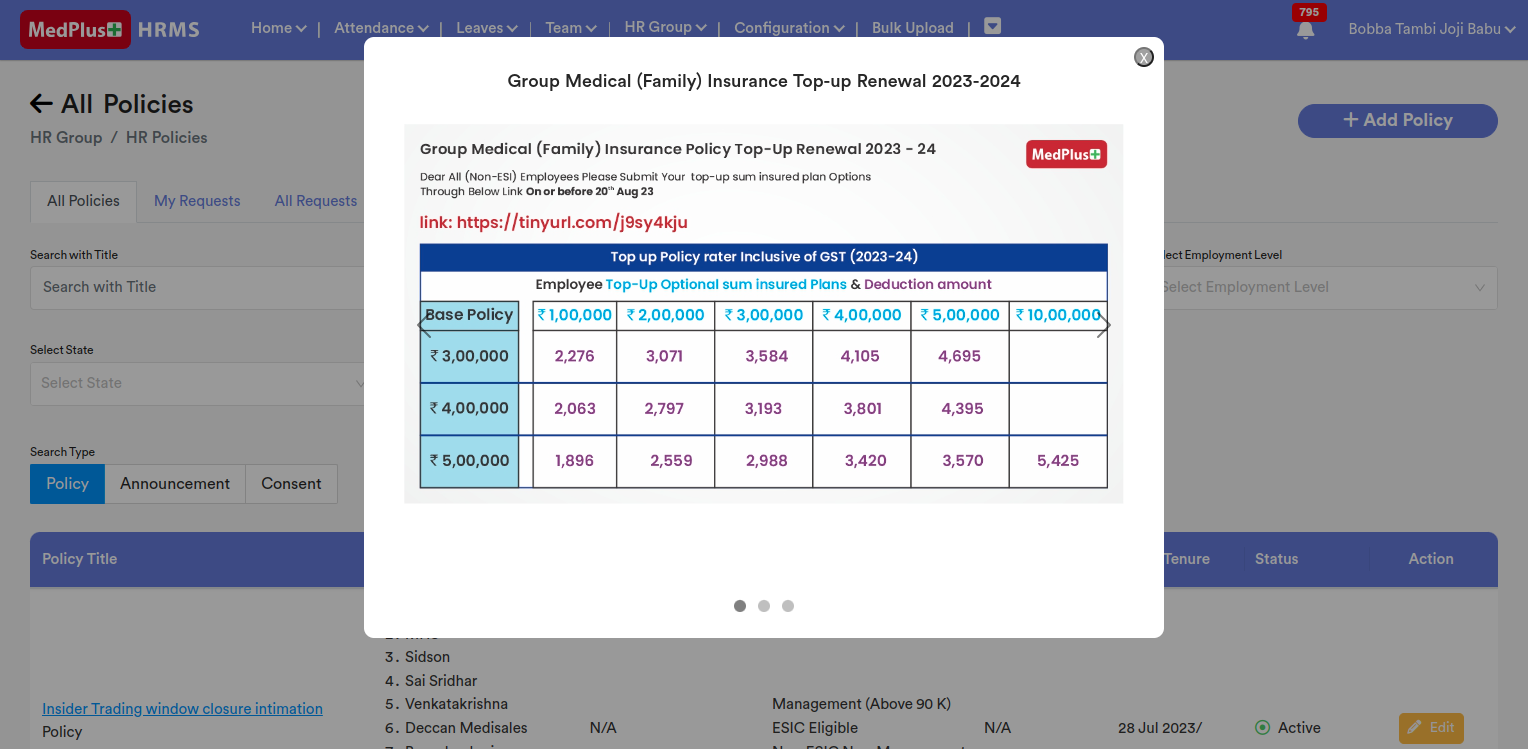 MedPlus HRMS
Home | Attendance | Leaves | Team | HR Group | Configuration | Bulk Upload |
795
Bobba Tambi Joji Babu
X
Group Medical (Family) Insurance Top-up Renewal 2023-2024
All Policies
HR Group / HR Policies
+ Add Policy
Group Medical (Family) Insurance Policy Top-Up Renewal 2023 - 24
MedPlus
Dear All (Non-ESI) Employees Please Submit Your top-up sum insured plan Options
Through Below Link On or before 20th Aug 23
link: https://tinyurl.com/j9sy4kju
Top up Policy rater Inclusive of GST (2023-24)
Employee Top-Up Optional sum insured Plans & Deduction amount
Base Policy ₹ 1,00,000 ₹ 2,00,000 ₹ 3,00,000 ₹ 4,00,000 ₹ 5,00,000 ₹ 10,00,000
₹ 3,00,000 2,276 3,071 3,584 4,105 4,695
₹ 4,00,000 2,063 2,797 3,193 3,801 4,395
₹ 5,00,000 1,896 2,559 2,988 3,420 3,570 5,425
All Policies My Requests All Requests
Search with Title
Search with Title
Employment Level
Select Employment Level
Select State
Select State
Search Type
Policy Announcement Consent
Policy Title Tenure Status Action
3. Sidson
4. Sai Sridhar
5. Venkatakrishna Management (Above 90 K)
Insider Trading window closure intimation
Policy
6. Deccan Medisales N/A ESIC Eligible N/A 28 Jul 2023/ Active Edit